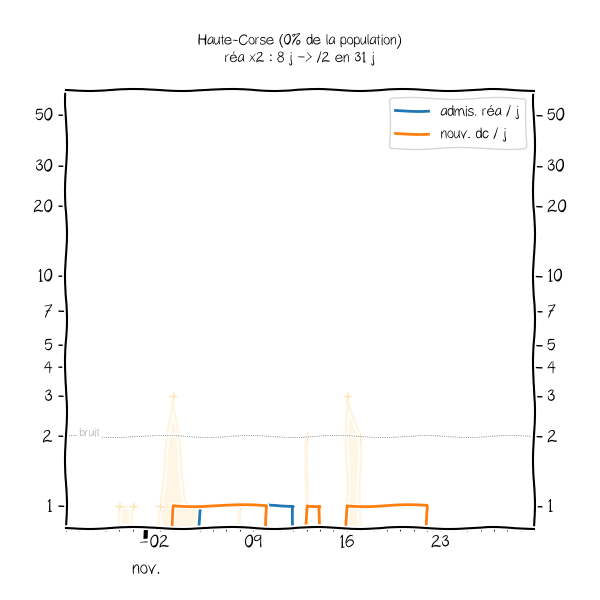 Haute-Corse (0% de la population)
réa x2 : 8 j -> /2 en 31 j
admis. réa / j
nouv. dc / j
50 50
30 30
20 20
10 10
7 7
5 5
4 4
3 3
bruit
2 2
1 1
02 09 16 23
nov.